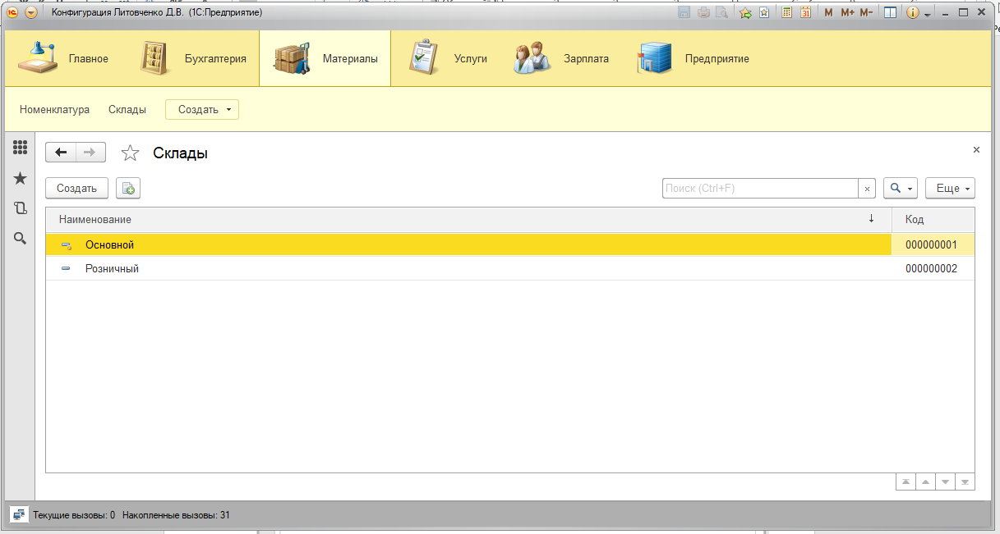 Конфигурация Литовченко Д.В. (1С:Предприятие)
31 M M+ M-
Главное Бухгалтерия Материалы Услуги Зарплата Предприятие
Номенклатура Склады Создать
Склады
Создать Поиск (Ctrl+F) Еще
Наименование ↓ Код
Основной 000000001
Розничный 000000002
Текущие вызовы: 0 Накопленные вызовы: 31